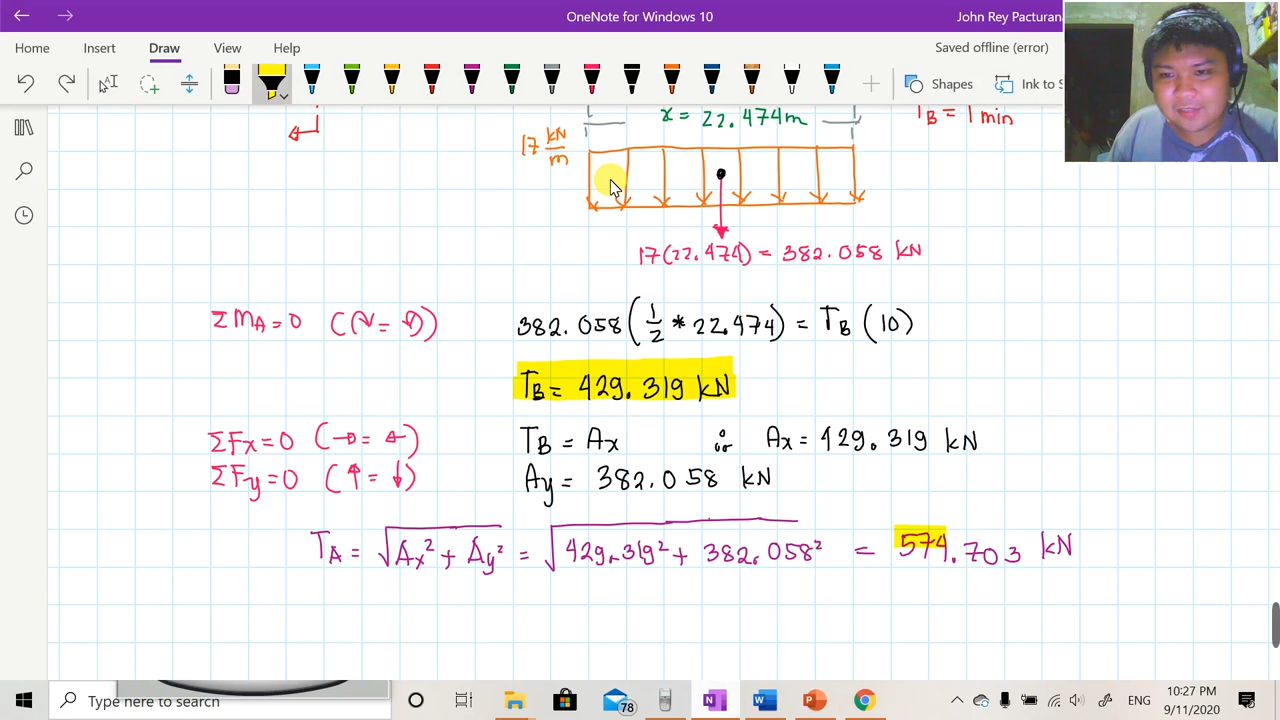 OneNote for Windows 10
John Rey Pacturan
Home Insert Draw View Help
Saved offline (error)
Shapes
Ink to S
x = 22.474m
T_B = 1 min
17 kN/m
17(22.474) = 382.058 kN
ΣM_A = 0 (↷ = ↶)
382.058(1/2 * 22.474) = T_B (10)
T_B = 429.319 kN
ΣFx = 0 (→ = ←)
T_B = Ax ∴ Ax = 429.319 kN
ΣFy = 0 (↑ = ↓)
Ay = 382.058 kN
T_A = √(Ax² + Ay²) = √(429.319² + 382.058²) = 574.703 kN
Type here to search
78
ENG
10:27 PM
9/11/2020